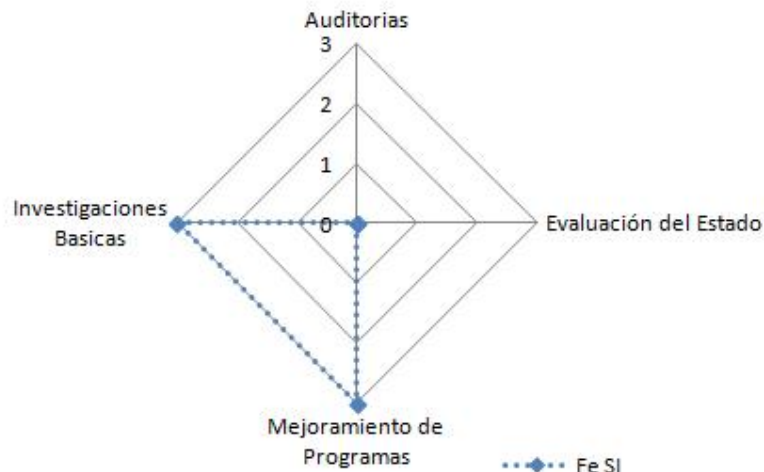 Auditorias
3
2
1
0
Investigaciones
Basicas
Evaluación del Estado
Mejoramiento de
Programas
Fe SI